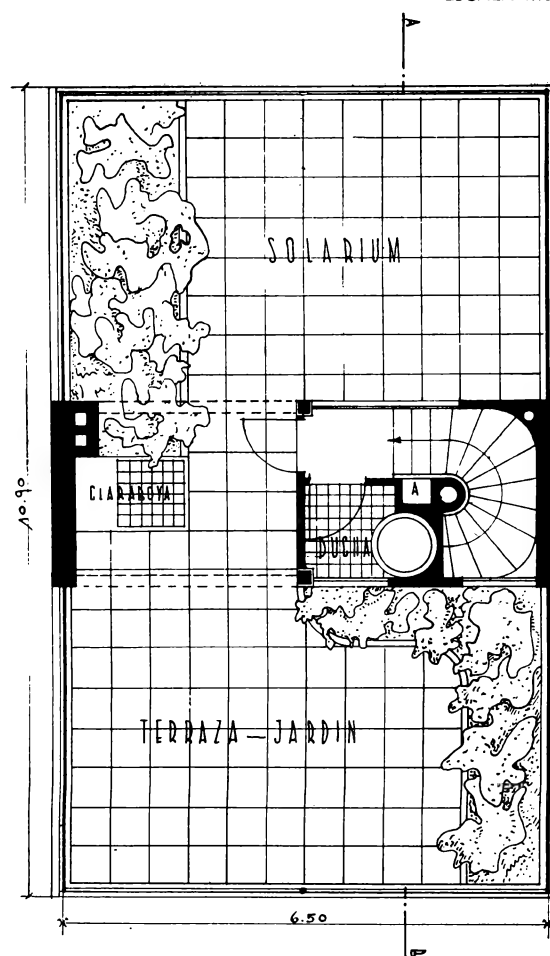 A
SOLARIUM
10.90
CLARABOYA
A
DUCHA
TERRAZA — JARDIN
6.50